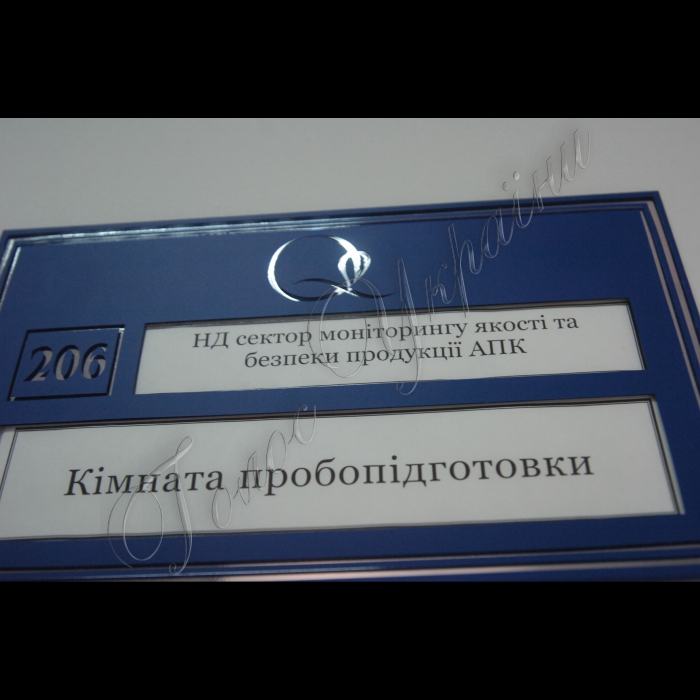 206
НД сектор моніторингу якості та
безпеки продукції АПК
Кімната пробопідготовки
Голос України